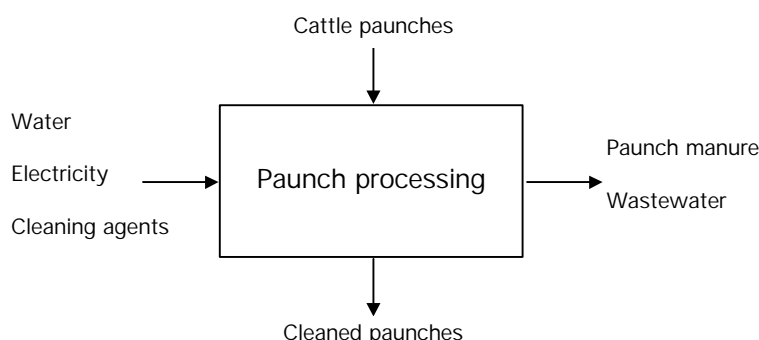 Cattle paunches
Water
Electricity
Cleaning agents
Paunch processing
Paunch manure
Wastewater
Cleaned paunches